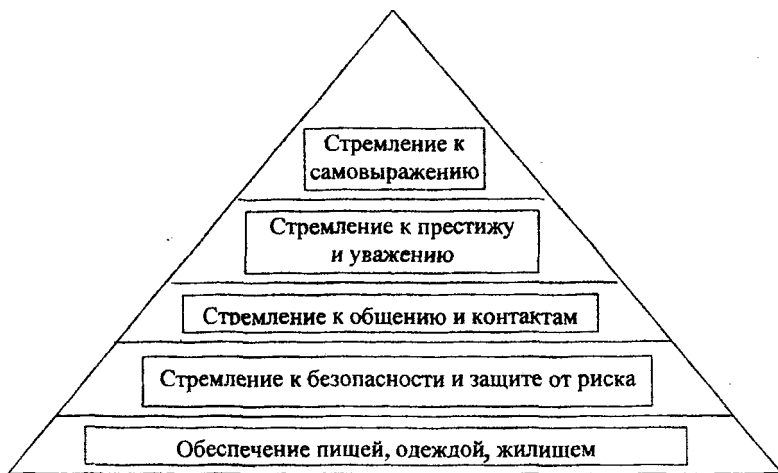 Стремление к
самовыражению
Стремление к престижу
и уважению
Стремление к общению и контактам
Стремление к безопасности и защите от риска
Обеспечение пищей, одеждой, жилищем